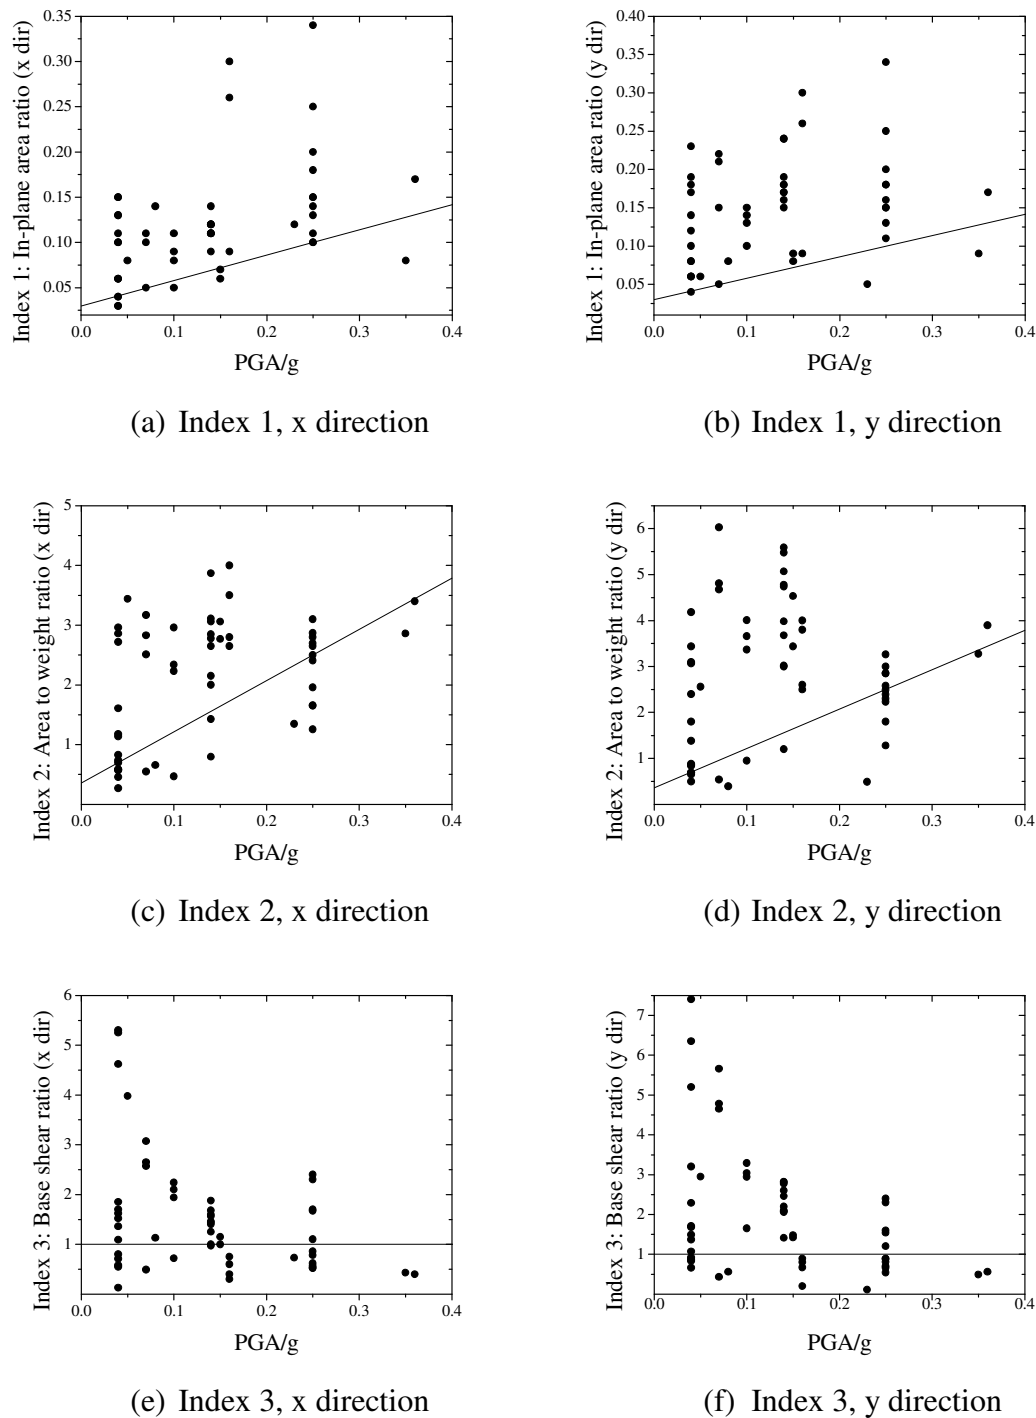 0.35
0.30
0.25
0.20
0.15
0.10
0.05
0.0 0.1 0.2 0.3 0.4
Index 1: In-plane area ratio (x dir)
PGA/g
(a) Index 1, x direction
0.40
0.35
0.30
0.25
0.20
0.15
0.10
0.05
0.0 0.1 0.2 0.3 0.4
Index 1: In-plane area ratio (y dir)
PGA/g
(b) Index 1, y direction
5
4
3
2
1
0.0 0.1 0.2 0.3 0.4
Index 2: Area to weight ratio (x dir)
PGA/g
(c) Index 2, x direction
6
5
4
3
2
1
0.0 0.1 0.2 0.3 0.4
Index 2: Area to weight ratio (y dir)
PGA/g
(d) Index 2, y direction
6
5
4
3
2
1
0.0 0.1 0.2 0.3 0.4
Index 3: Base shear ratio (x dir)
PGA/g
(e) Index 3, x direction
7
6
5
4
3
2
1
0.0 0.1 0.2 0.3 0.4
Index 3: Base shear ratio (y dir)
PGA/g
(f) Index 3, y direction